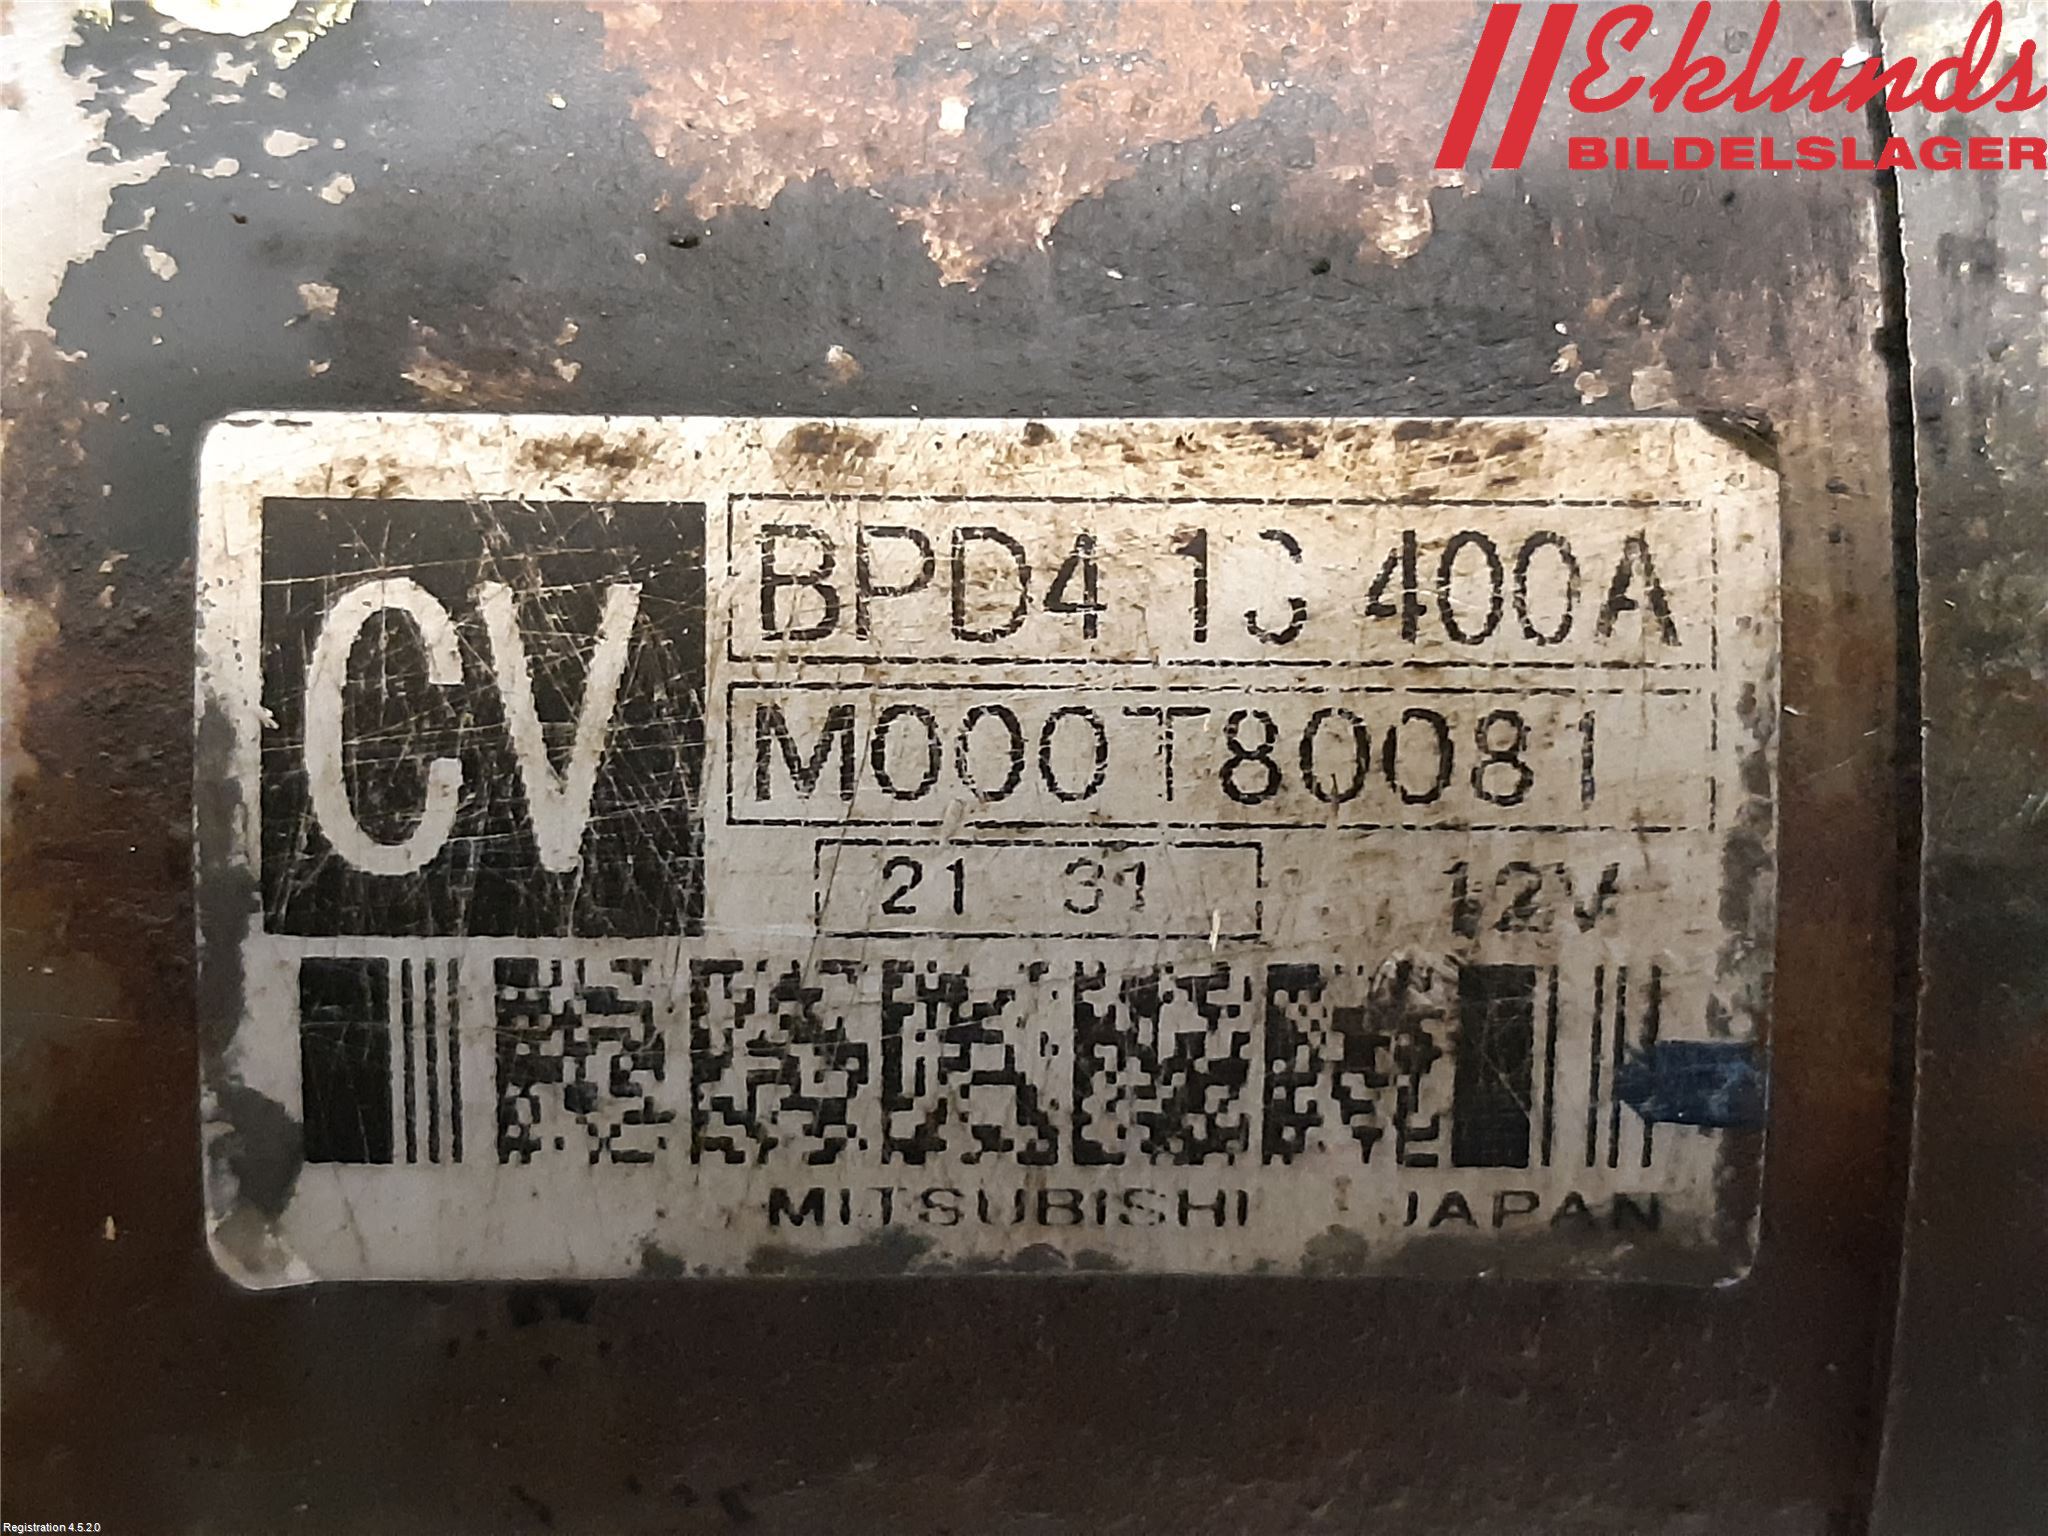 Eklunds
BILDELSLAGER
CV
BPD4 18 400A
M000T80081
21 31
12V
MITSUBISHI JAPAN
Registration 4.5.2.0